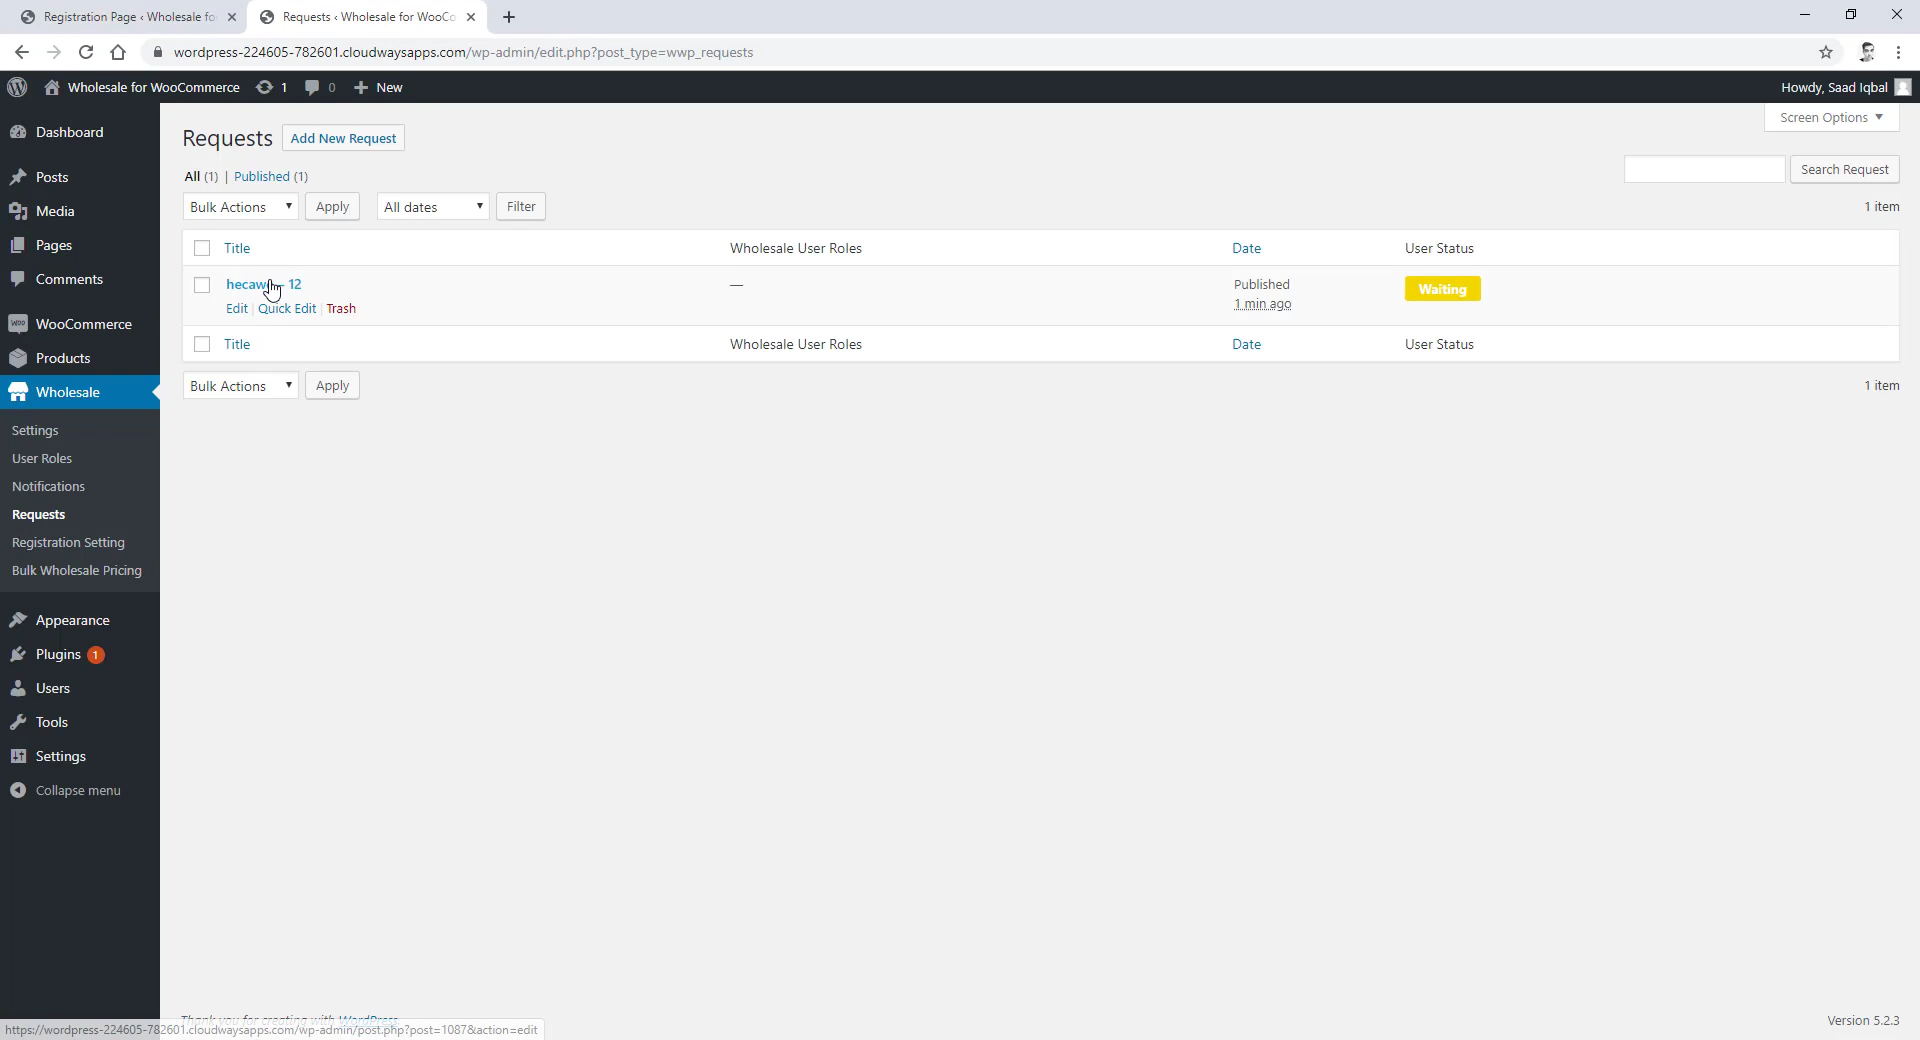 Registration Page ‹ Wholesale fo
Requests ‹ Wholesale for WooCo
wordpress-224605-782601.cloudwaysapps.com/wp-admin/edit.php?post_type=wwp_requests
Wholesale for WooCommerce
1
0
New
Howdy, Saad Iqbal
Dashboard
Posts
Media
Pages
Comments
WooCommerce
Products
Wholesale
Settings
User Roles
Notifications
Requests
Registration Setting
Bulk Wholesale Pricing
Appearance
Plugins 1
Users
Tools
Settings
Collapse menu
Screen Options
Requests
Add New Request
All (1) | Published (1)
Search Request
Bulk Actions
Apply
All dates
Filter
1 item
Title
Wholesale User Roles
Date
User Status
12
—
Published
Waiting
1 min ago
Edit | Quick Edit | Trash
Title
Wholesale User Roles
Date
User Status
Bulk Actions
Apply
1 item
Thank you for creating with WordPress.
https://wordpress-224605-782601.cloudwaysapps.com/wp-admin/post.php?post=1087&action=edit
Version 5.2.3